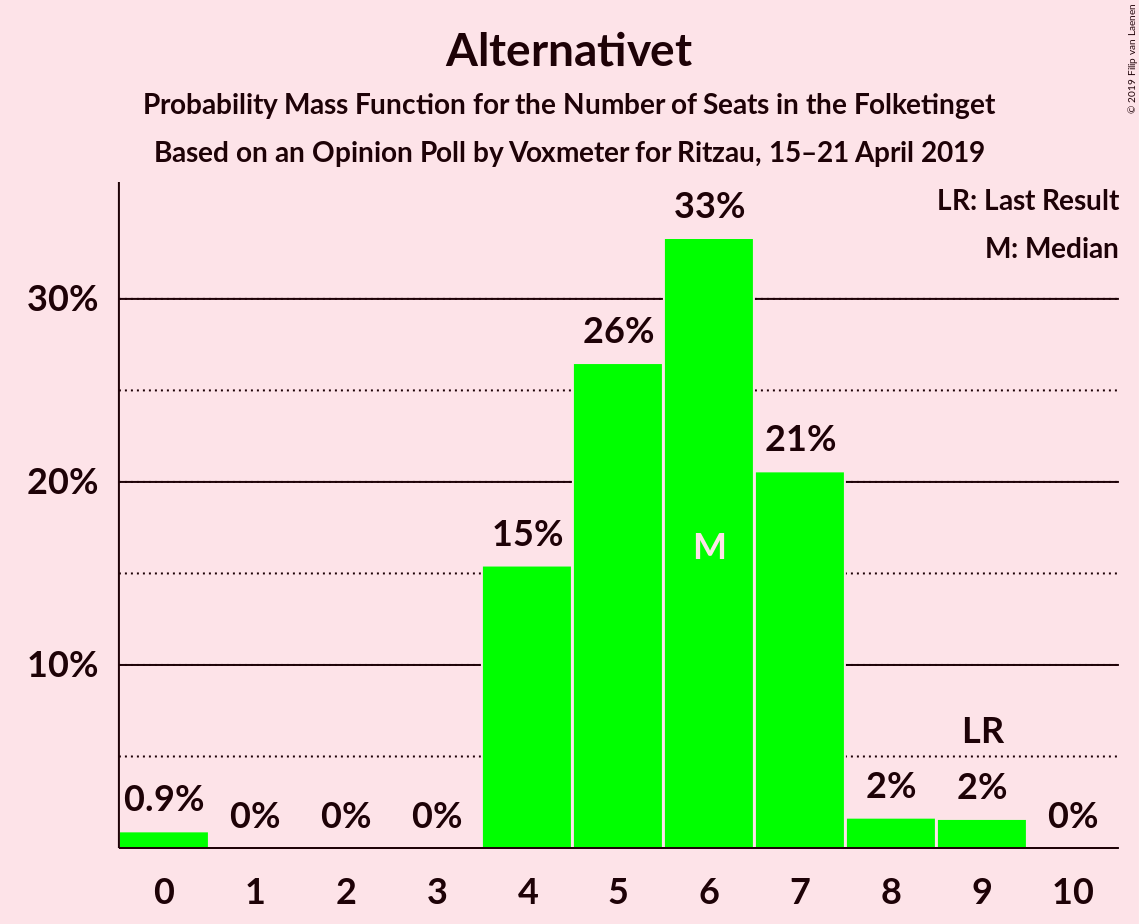 Alternativet
Probability Mass Function for the Number of Seats in the Folketinget
Based on an Opinion Poll by Voxmeter for Ritzau, 15–21 April 2019
© 2019 Filip van Laenen
LR: Last Result
M: Median
33%
30%
26%
21%
20%
15%
M
10%
LR
0.9%
0%
0%
0%
2%
2%
0%
0 1 2 3 4 5 6 7 8 9 10